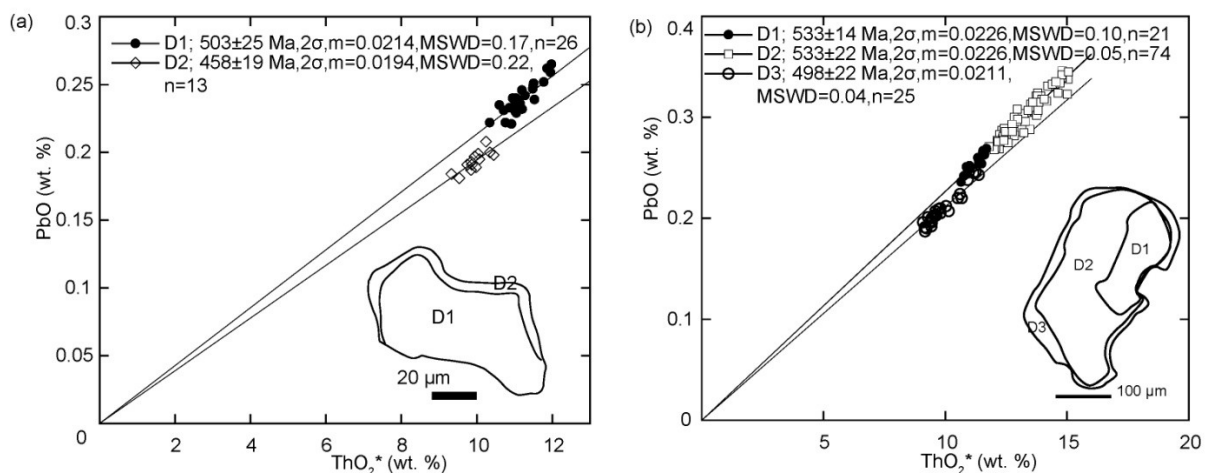 (a)
0.3
D1; 503±25 Ma,2σ,m=0.0214,MSWD=0.17,n=26
D2; 458±19 Ma,2σ,m=0.0194,MSWD=0.22,
n=13
0.25
0.2
0.15
0.1
0.05
0
PbO (wt. %)
D2
D1
20 μm
2
4
6
8
10
12
ThO2* (wt. %)
(b)
0.4
D1; 533±14 Ma,2σ,m=0.0226,MSWD=0.10,n=21
D2; 533±22 Ma,2σ,m=0.0226,MSWD=0.05,n=74
D3; 498±22 Ma,2σ,m=0.0211,
MSWD=0.04,n=25
0.3
0.2
0.1
0
PbO (wt. %)
D1
D2
D3
100 μm
5
10
15
20
ThO2* (wt. %)